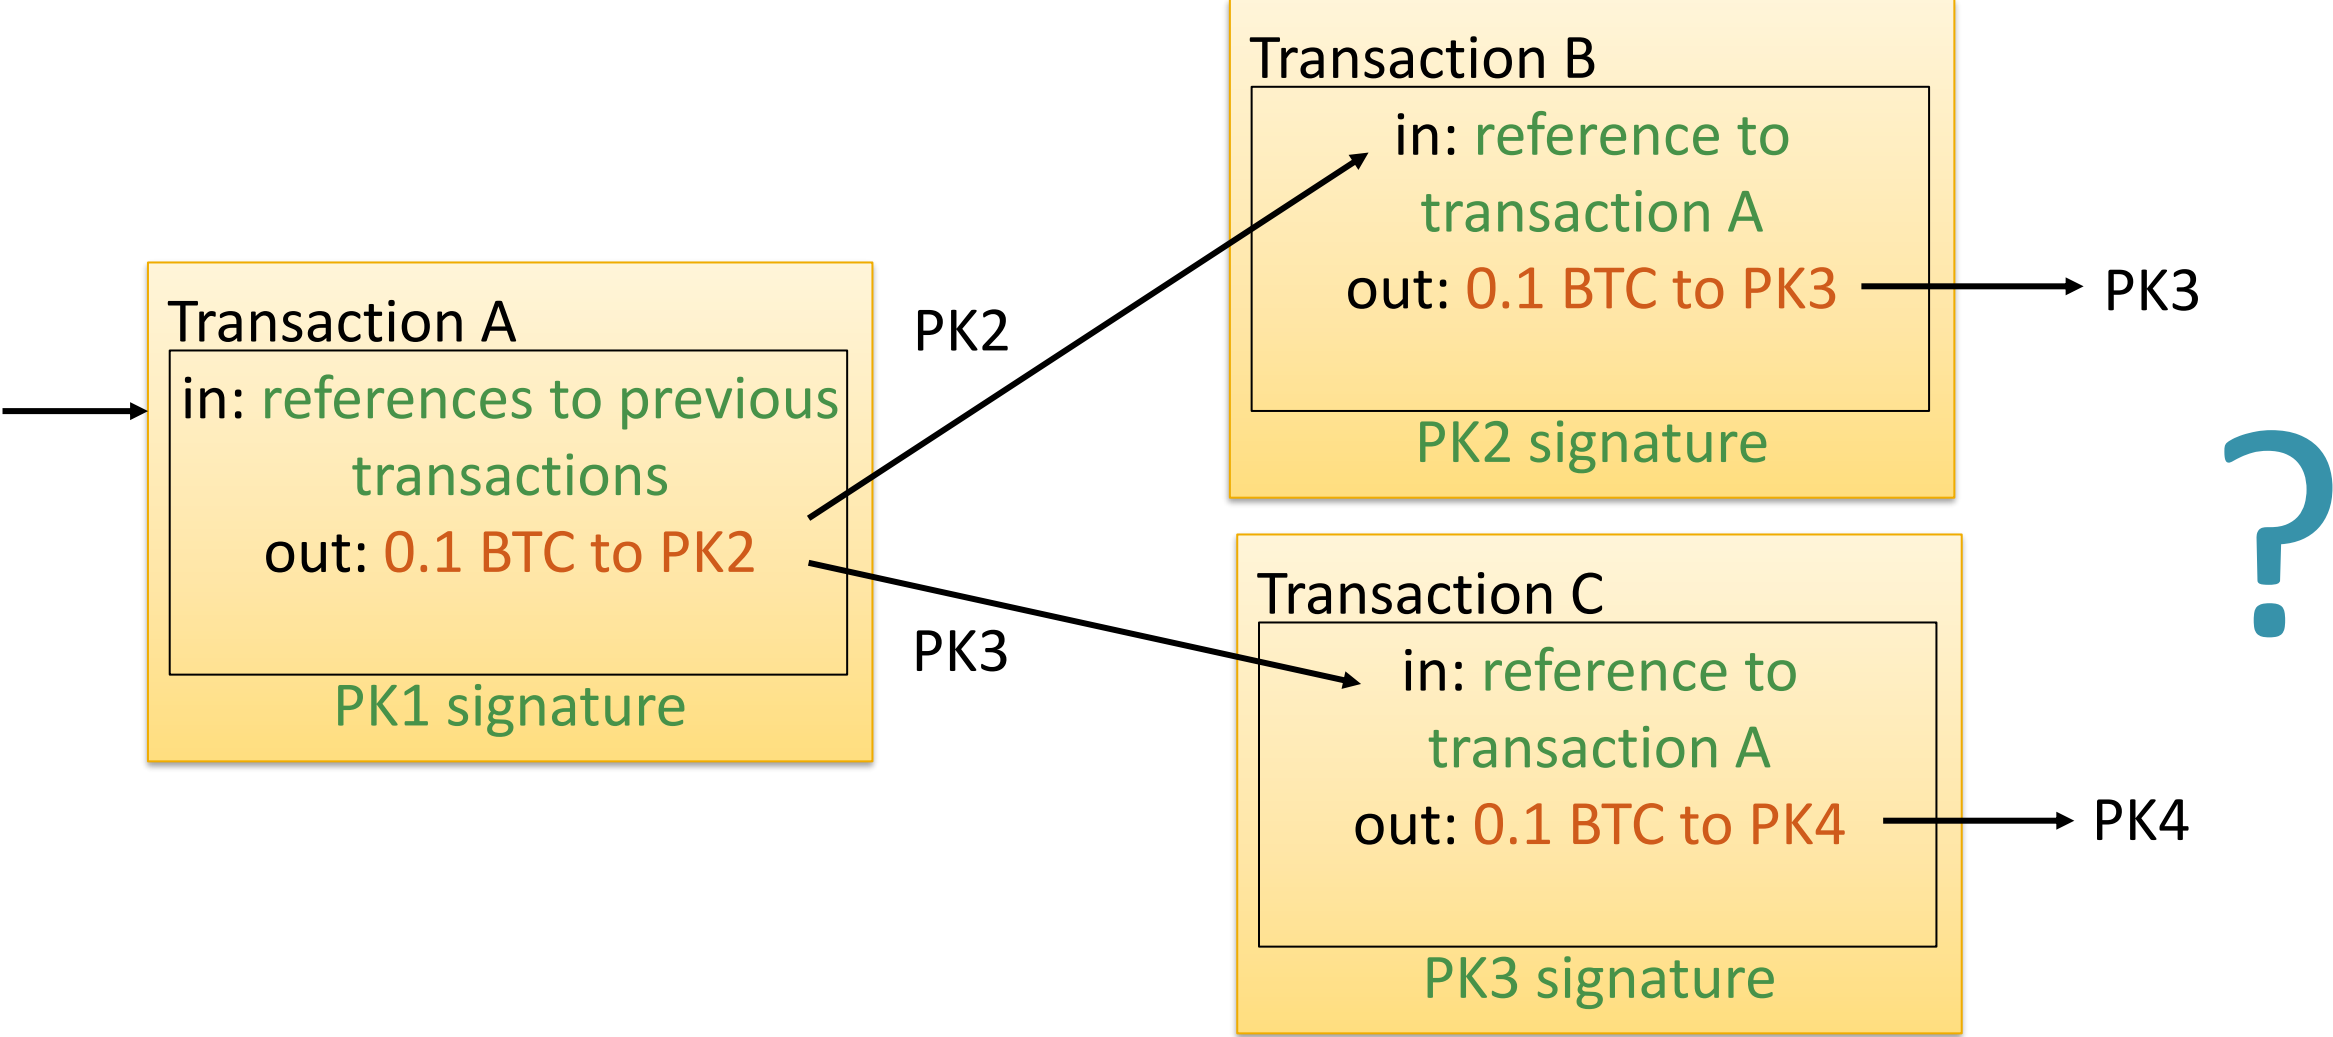 Transaction A
in: references to previous
transactions
out: 0.1 BTC to PK2
PK1 signature
PK2
PK3
Transaction B
in: reference to
transaction A
out: 0.1 BTC to PK3
PK2 signature
PK3
Transaction C
in: reference to
transaction A
out: 0.1 BTC to PK4
PK3 signature
PK4
?